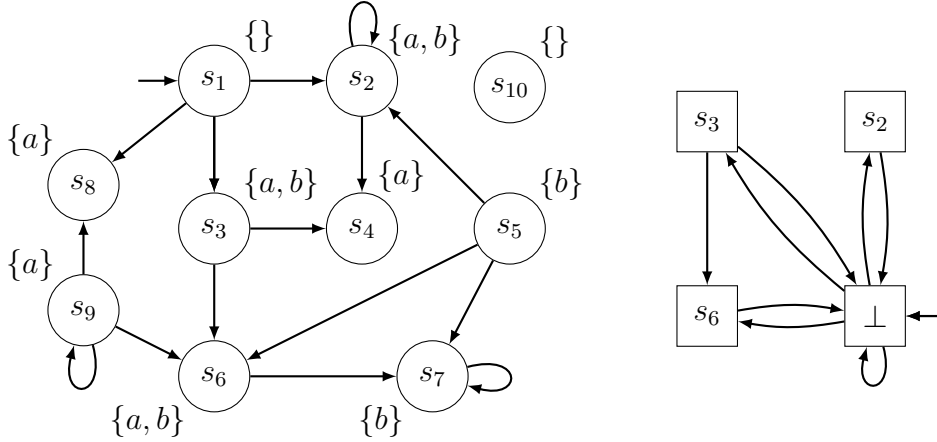 {}
{a, b}
{}
s₁
s₂
s₁₀
s₃
s₂
{a}
{a, b}
{a}
{b}
s₈
s₃
s₄
s₅
{a}
s₉
s₆
⊥
s₆
s₇
{a, b}
{b}